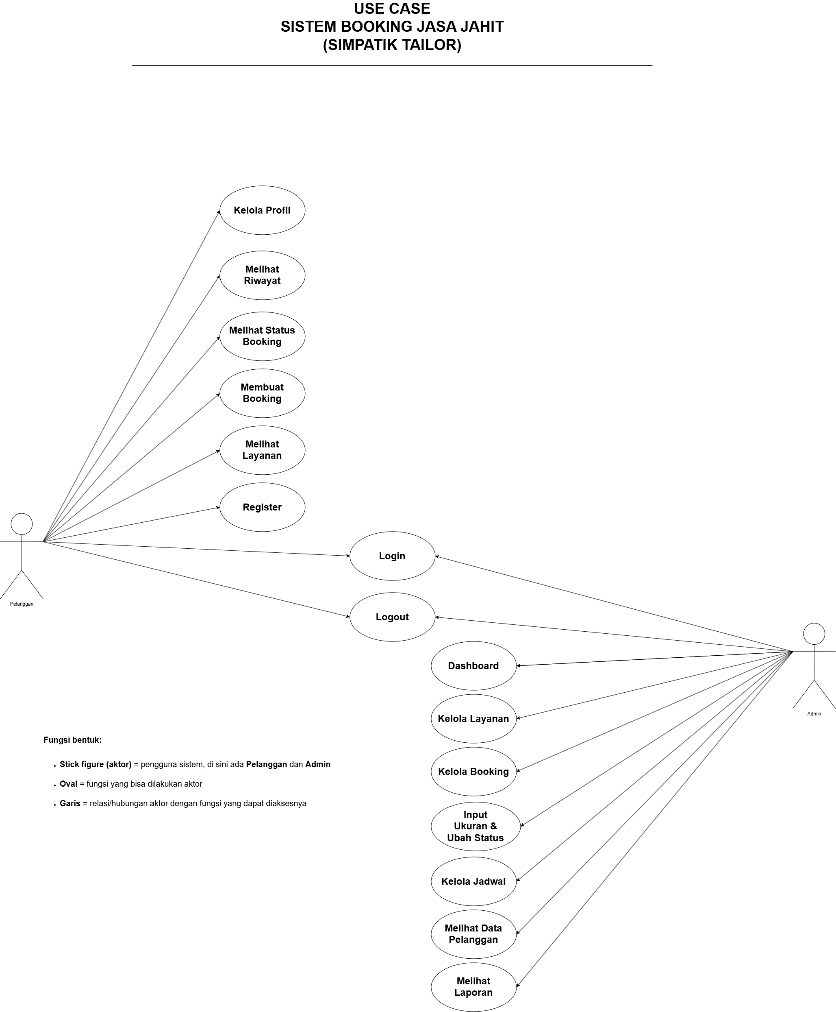 USE CASE
SISTEM BOOKING JASA JAHIT
(SIMPATIK TAILOR)
Kelola Profil
Melihat
Riwayat
Melihat Status
Booking
Membuat
Booking
Melihat
Layanan
Register
Login
Logout
Pelanggan
Dashboard
Admin
Kelola Layanan
Kelola Booking
Input
Ukuran &
Ubah Status
Kelola Jadwal
Melihat Data
Pelanggan
Melihat
Laporan
Fungsi bentuk:
• Stick figure (aktor) = pengguna sistem, di sini ada Pelanggan dan Admin
• Oval = fungsi yang bisa dilakukan aktor
• Garis = relasi/hubungan aktor dengan fungsi yang dapat diaksesnya